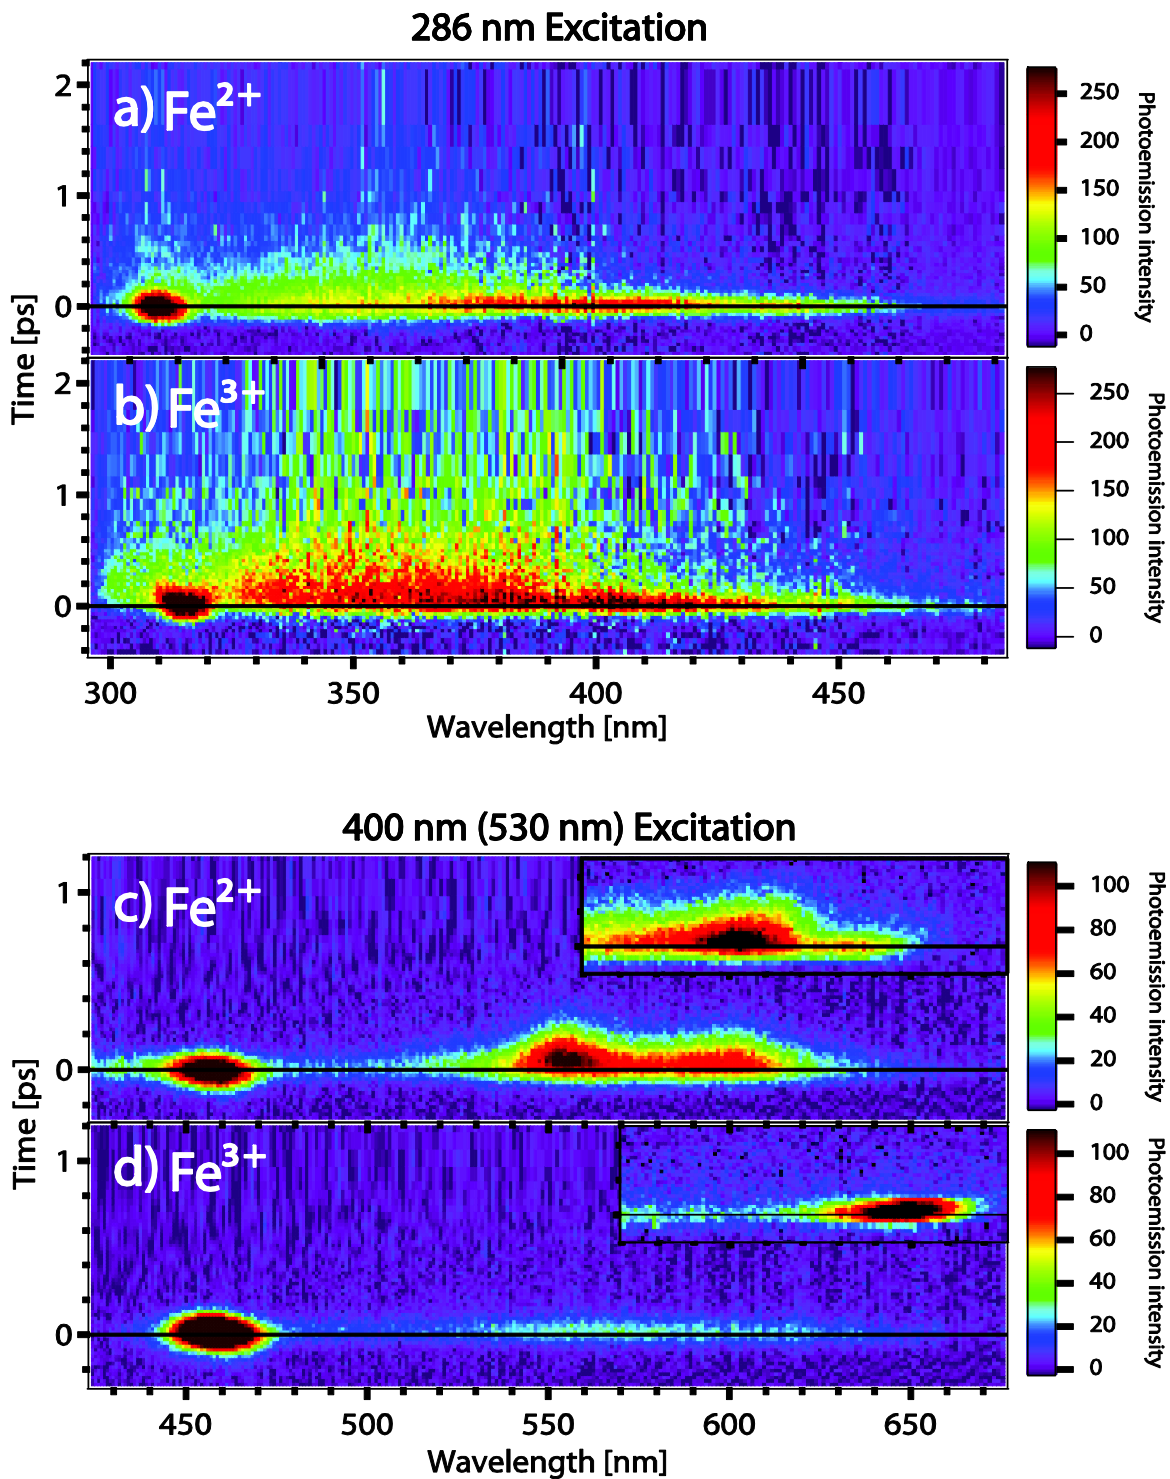 286 nm Excitation
a) Fe²⁺
2
1
0
250
200
150
100
50
0
Photoemission intensity
Time [ps]
b) Fe³⁺
2
1
0
250
200
150
100
50
0
Photoemission intensity
300 350 400 450
Wavelength [nm]
400 nm (530 nm) Excitation
c) Fe²⁺
1
0
100
80
60
40
20
0
Photoemission intensity
Time [ps]
d) Fe³⁺
1
0
100
80
60
40
20
0
Photoemission intensity
450 500 550 600 650
Wavelength [nm]